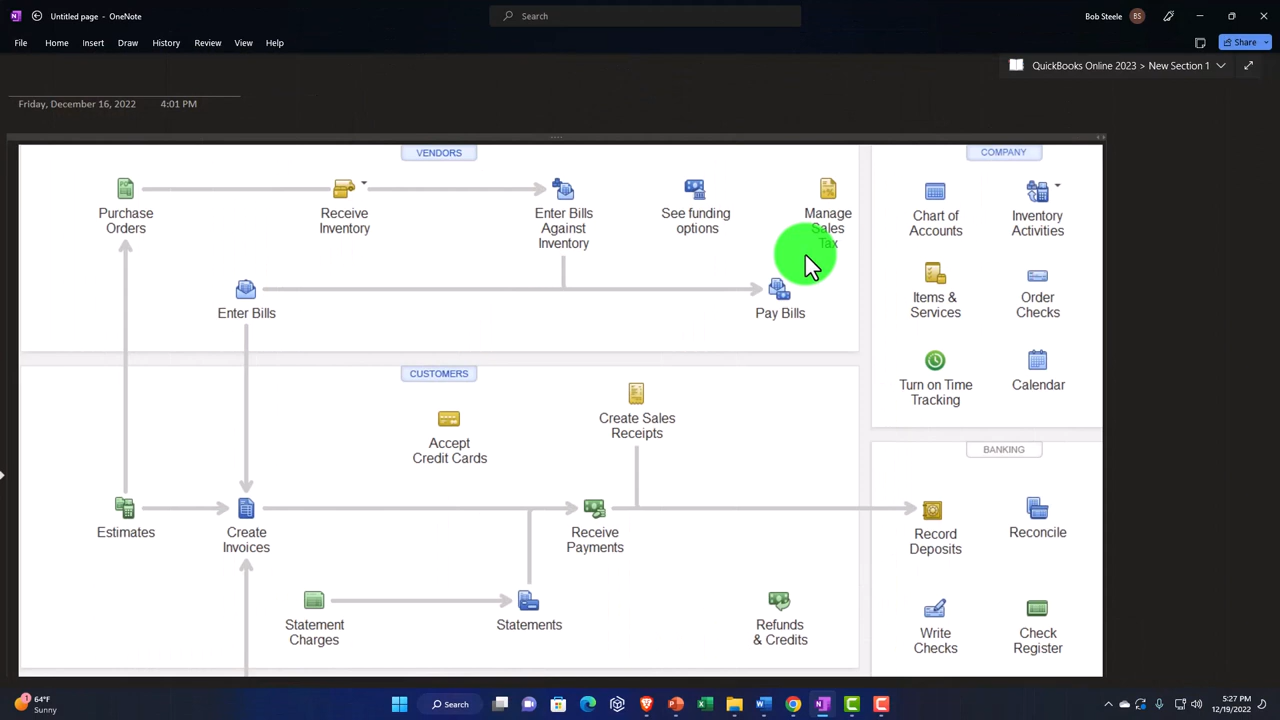 Untitled page - OneNote
Search
Bob Steele
BS
File
Home
Insert
Draw
History
Review
View
Help
Share
QuickBooks Online 2023 > New Section 1
Friday, December 16, 2022
4:01 PM
VENDORS
COMPANY
Purchase
Orders
Receive
Inventory
Enter Bills
Against
Inventory
See funding
options
Manage
Sales
Tax
Chart of
Accounts
Inventory
Activities
Enter Bills
Pay Bills
Items &
Services
Order
Checks
Turn on Time
Tracking
Calendar
CUSTOMERS
Create Sales
Receipts
Accept
Credit Cards
BANKING
Estimates
Create
Invoices
Receive
Payments
Record
Deposits
Reconcile
Statement
Charges
Statements
Refunds
& Credits
Write
Checks
Check
Register
64°F
Sunny
Search
5:27 PM
12/19/2022